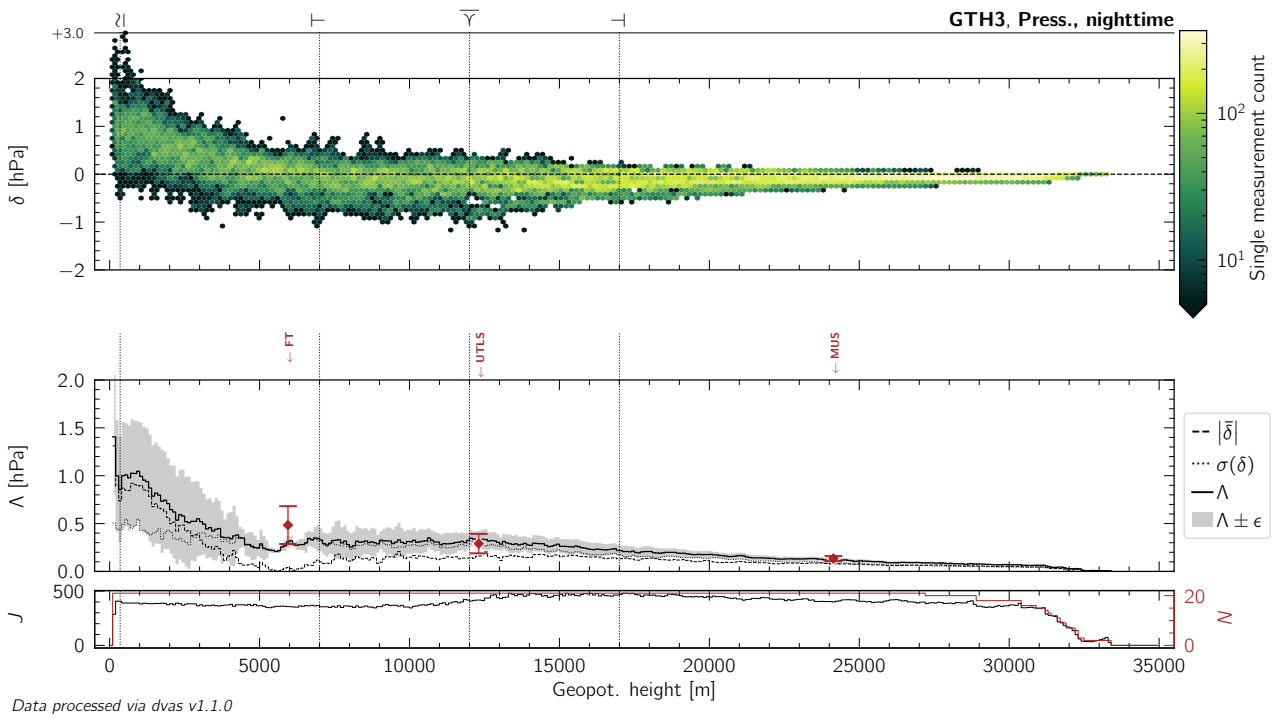 GTH3, Press., nighttime
+3.0
2
1
0
−1
−2
δ [hPa]
10²
10¹
Single measurement count
FT
UTLS
MUS
2.0
1.5
1.0
0.5
0.0
Λ [hPa]
|δ̄|
σ(δ)
Λ
Λ ± ϵ
500
0
J
20
0
N
0 5000 10000 15000 20000 25000 30000 35000
Geopot. height [m]
Data processed via dvas v1.1.0